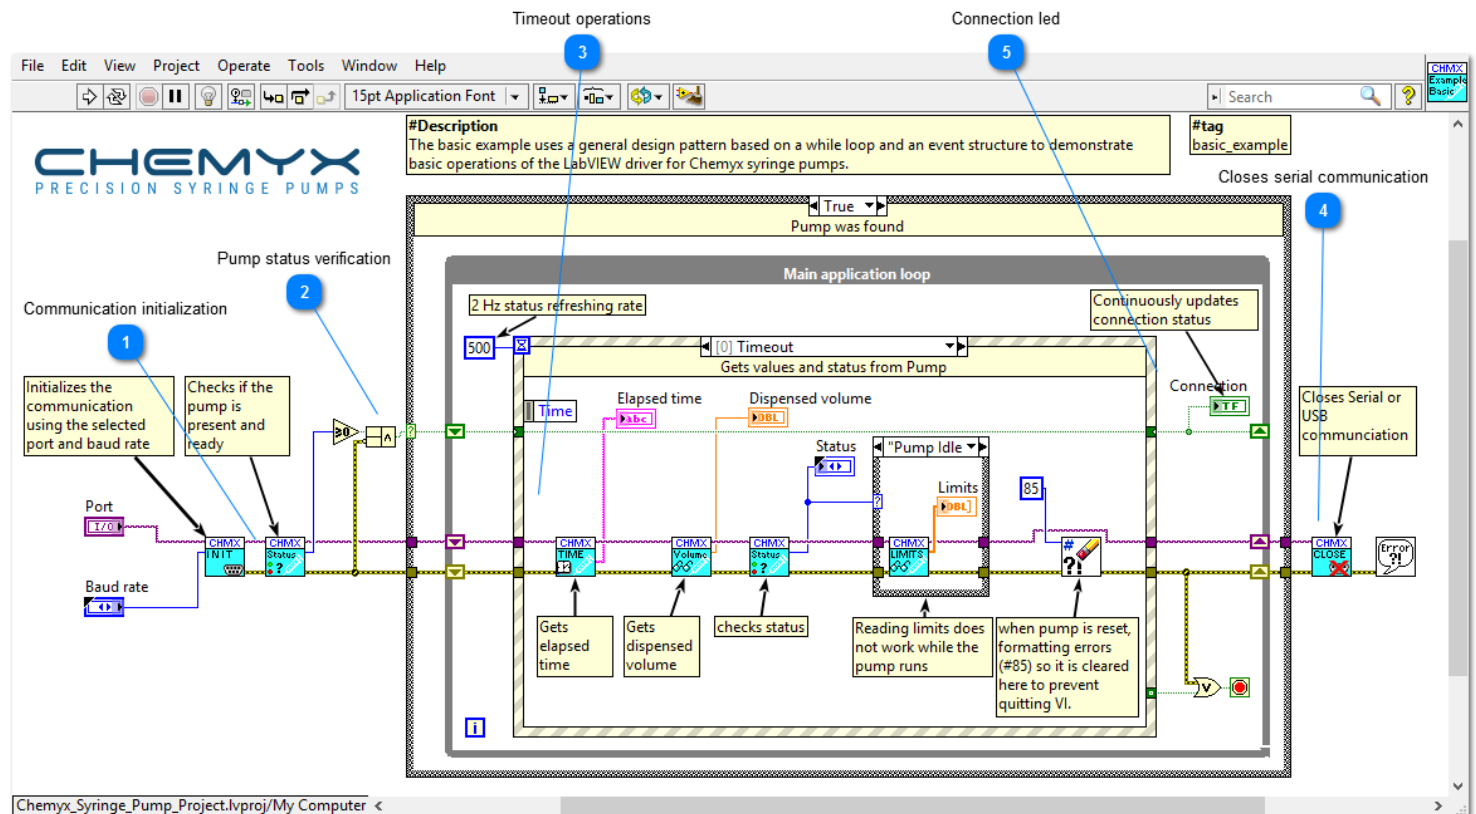 Timeout operations
Connection led
3
5
File Edit View Project Operate Tools Window Help
CHMX
Example
Basic
15pt Application Font
Search
#Description
The basic example uses a general design pattern based on a while loop and an event structure to demonstrate
basic operations of the LabVIEW driver for Chemyx syringe pumps.
#tag
basic_example
CHEMYX
PRECISION SYRINGE PUMPS
Closes serial communication
4
True
Pump was found
Pump status verification
2
Main application loop
Communication initialization
1
2 Hz status refreshing rate
Continuously updates
connection status
500
[0] Timeout
Gets values and status from Pump
Initializes the
communication
using the selected
port and baud rate
Checks if the
pump is
present and
ready
Time
Elapsed time
abc
Dispensed volume
DBL
Connection
TF
Closes Serial or
USB
communciation
Status
"Pump Idle
Limits
DBL]
85
Port
I/O
CHMX
INIT
CHMX
Status
?
CHMX
TIME
CHMX
Volume
CHMX
Status
?
CHMX
LIMITS
#
?!
CHMX
CLOSE
Error
?!
Baud rate
Gets
elapsed
time
Gets
dispensed
volume
checks status
Reading limits does
not work while the
pump runs
when pump is reset,
formatting errors
(#85) so it is cleared
here to prevent
quitting VI.
i
Chemyx_Syringe_Pump_Project.lvproj/My Computer